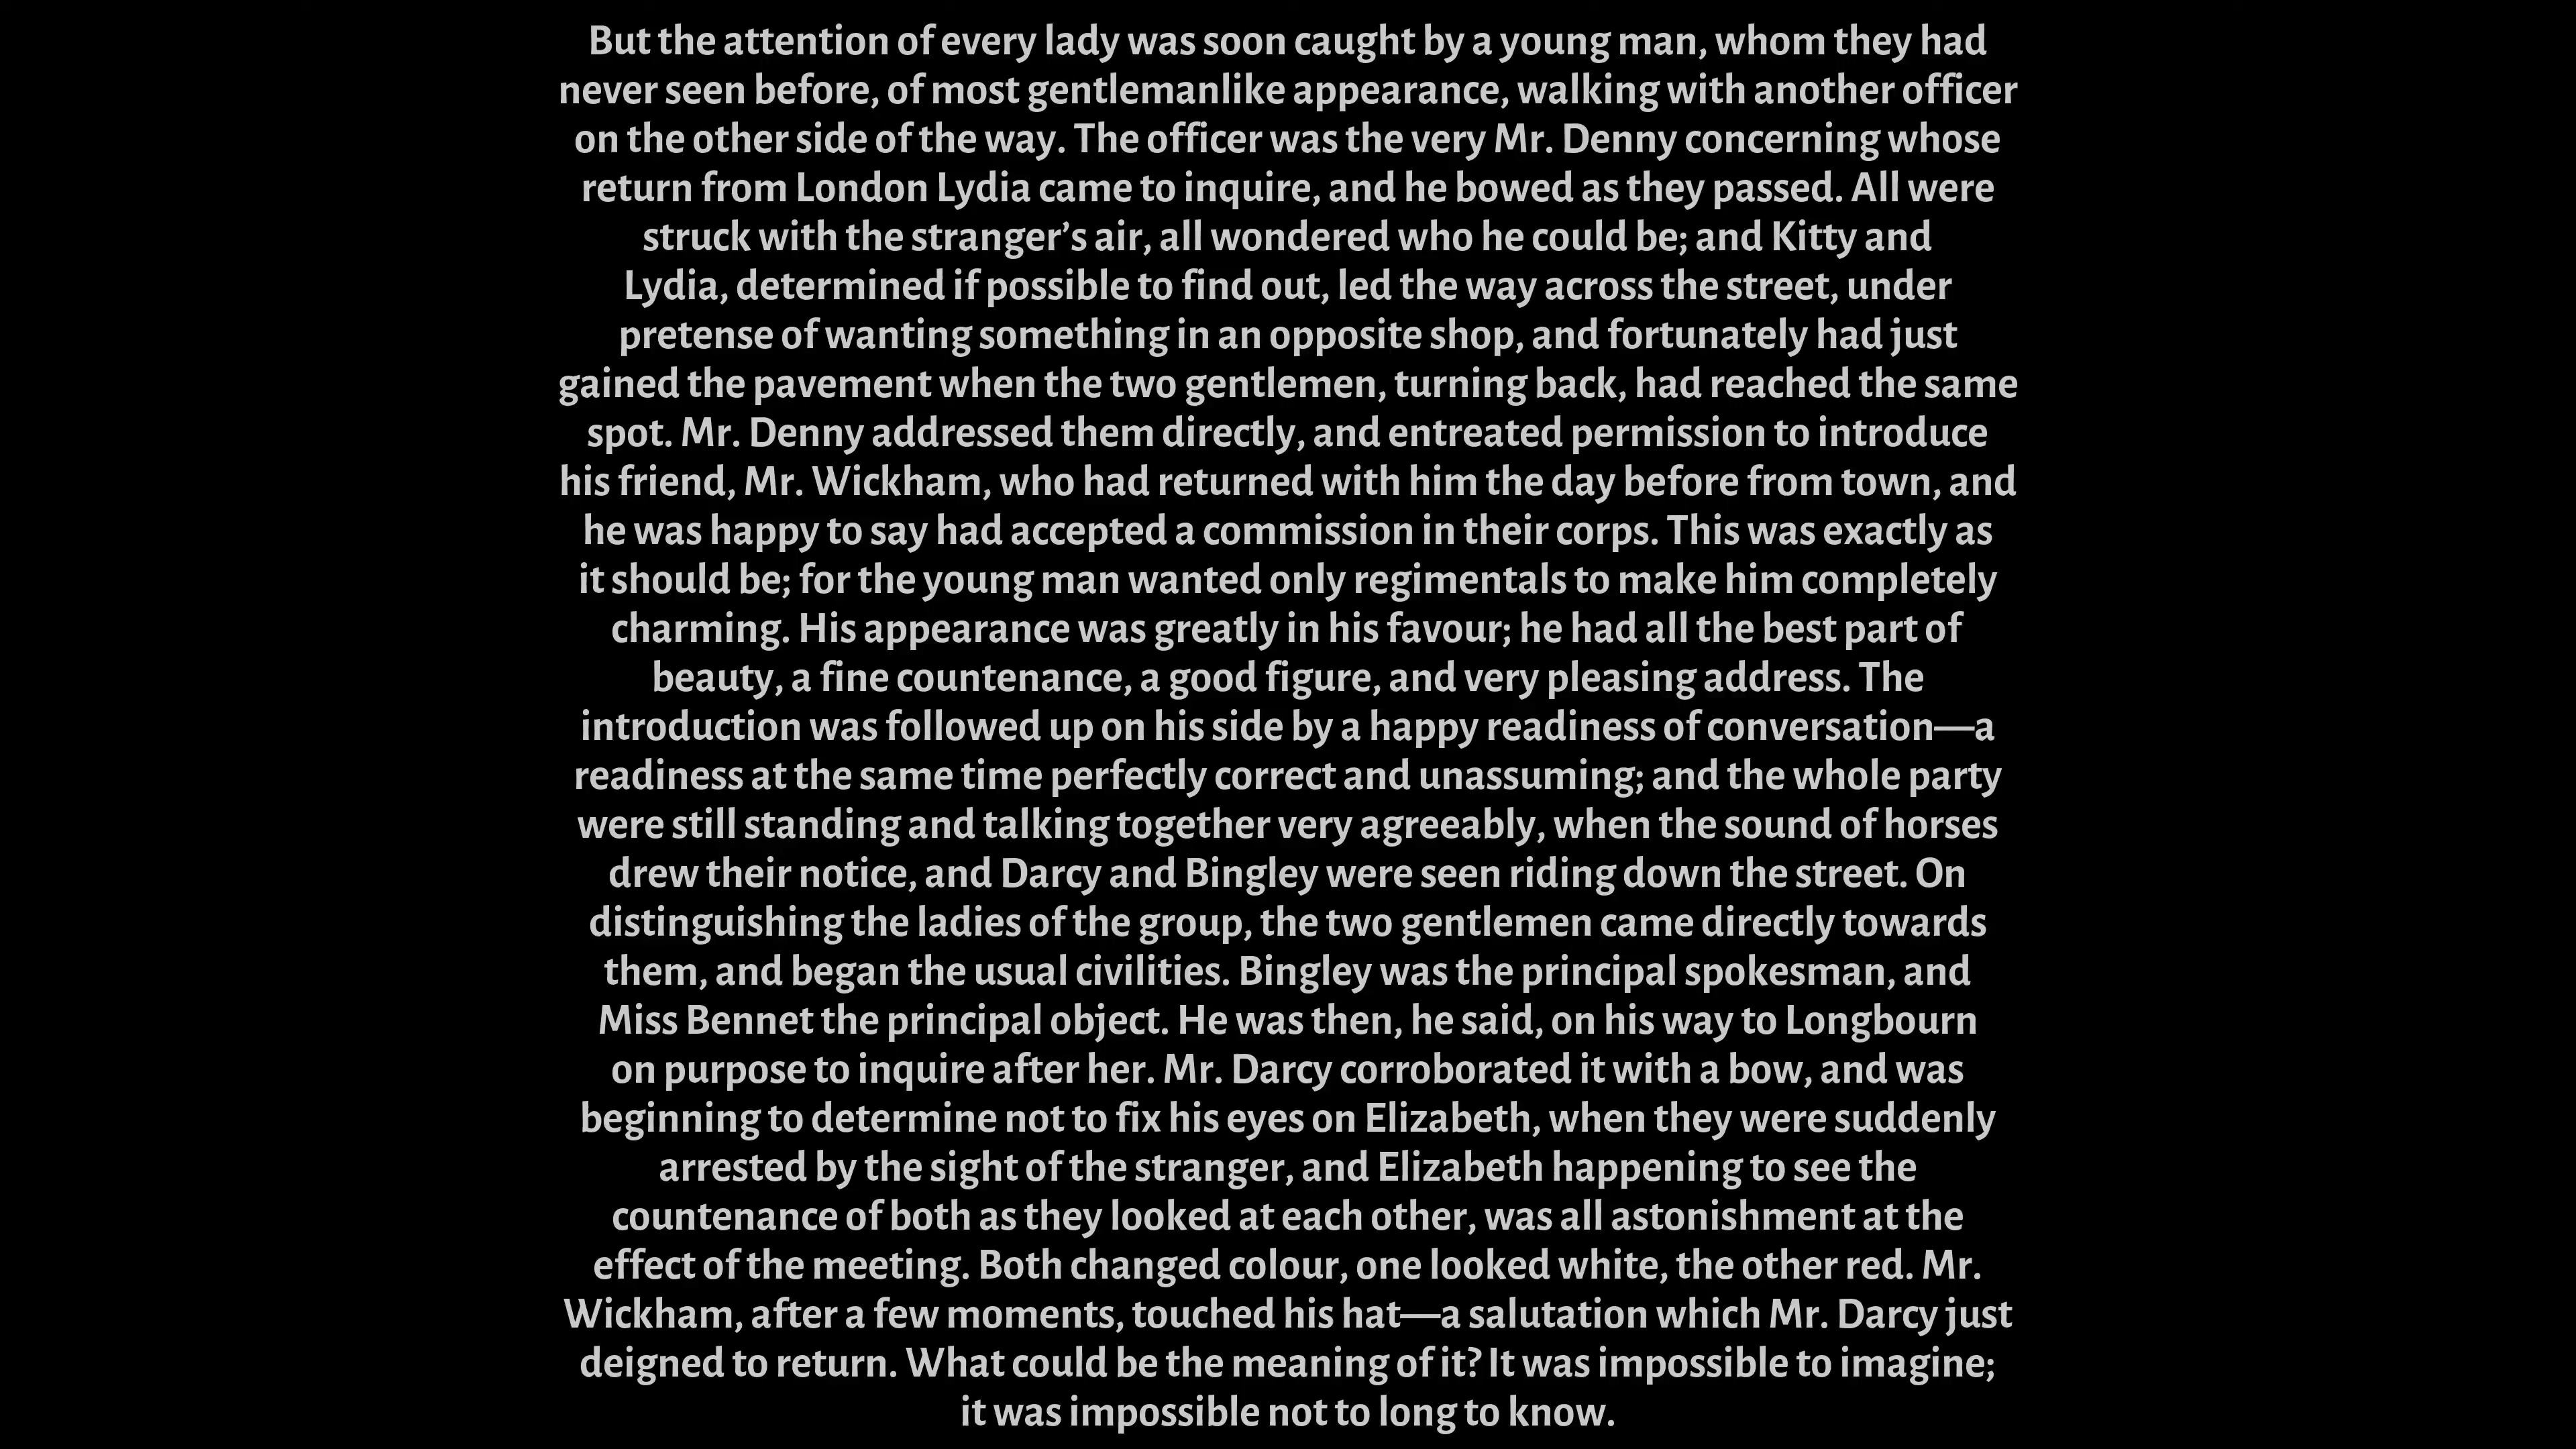 But the attention of every lady was soon caught by a young man, whom they had
never seen before, of most gentlemanlike appearance, walking with another officer
on the other side of the way. The officer was the very Mr. Denny concerning whose
return from London Lydia came to inquire, and he bowed as they passed. All were
struck with the stranger’s air, all wondered who he could be; and Kitty and
Lydia, determined if possible to find out, led the way across the street, under
pretense of wanting something in an opposite shop, and fortunately had just
gained the pavement when the two gentlemen, turning back, had reached the same
spot. Mr. Denny addressed them directly, and entreated permission to introduce
his friend, Mr. Wickham, who had returned with him the day before from town, and
he was happy to say had accepted a commission in their corps. This was exactly as
it should be; for the young man wanted only regimentals to make him completely
charming. His appearance was greatly in his favour; he had all the best part of
beauty, a fine countenance, a good figure, and very pleasing address. The
introduction was followed up on his side by a happy readiness of conversation—a
readiness at the same time perfectly correct and unassuming; and the whole party
were still standing and talking together very agreeably, when the sound of horses
drew their notice, and Darcy and Bingley were seen riding down the street. On
distinguishing the ladies of the group, the two gentlemen came directly towards
them, and began the usual civilities. Bingley was the principal spokesman, and
Miss Bennet the principal object. He was then, he said, on his way to Longbourn
on purpose to inquire after her. Mr. Darcy corroborated it with a bow, and was
beginning to determine not to fix his eyes on Elizabeth, when they were suddenly
arrested by the sight of the stranger, and Elizabeth happening to see the
countenance of both as they looked at each other, was all astonishment at the
effect of the meeting. Both changed colour, one looked white, the other red. Mr.
Wickham, after a few moments, touched his hat—a salutation which Mr. Darcy just
deigned to return. What could be the meaning of it? It was impossible to imagine;
it was impossible not to long to know.